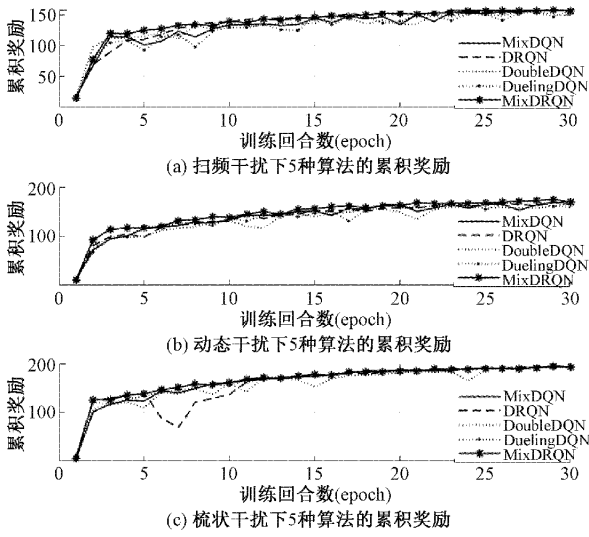 150
100
50
累积奖励
MixDQN
DRQN
DoubleDQN
DuelingDQN
MixDRQN
0 5 10 15 20 25 30
训练回合数(epoch)
(a) 扫频干扰下5种算法的累积奖励
200
100
累积奖励
MixDQN
DRQN
DoubleDQN
DuelingDQN
MixDRQN
0 5 10 15 20 25 30
训练回合数(epoch)
(b) 动态干扰下5种算法的累积奖励
200
100
累积奖励
MixDQN
DRQN
DoubleDQN
DuelingDQN
MixDRQN
0 5 10 15 20 25 30
训练回合数(epoch)
(c) 梳状干扰下5种算法的累积奖励